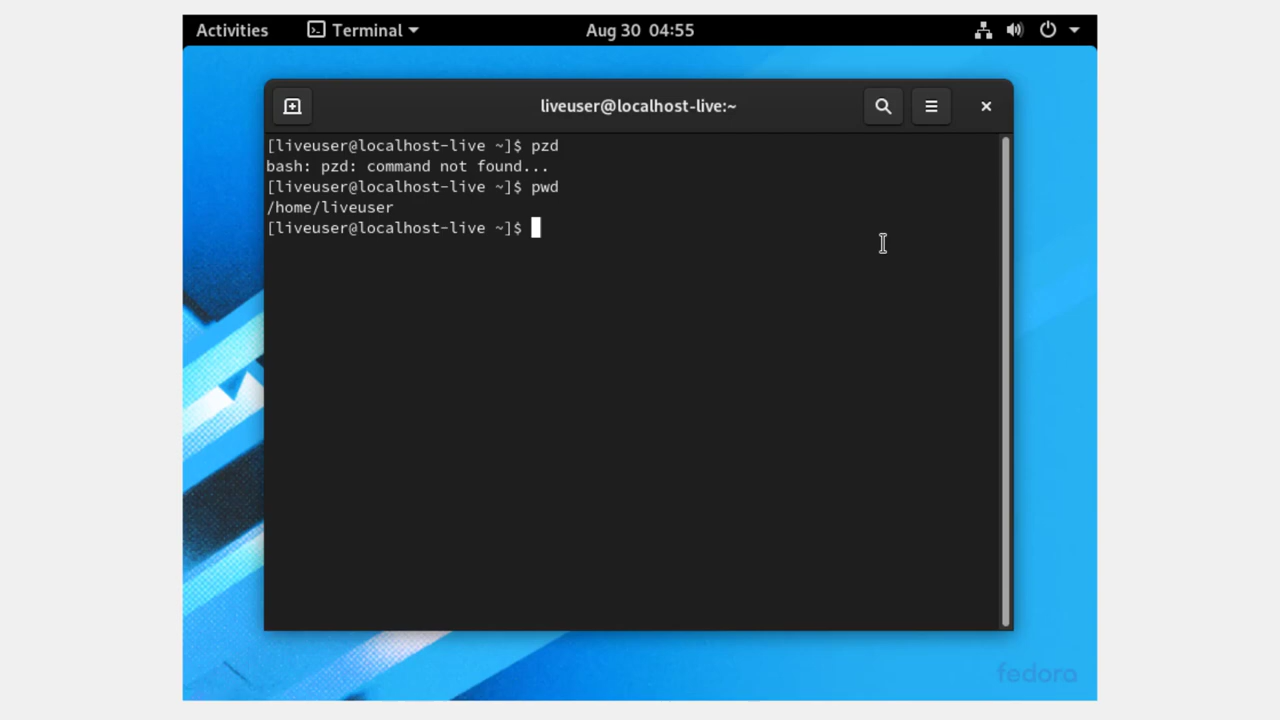 Activities Terminal Aug 30 04:55
liveuser@localhost-live:~
[liveuser@localhost-live ~]$ pzd
bash: pzd: command not found...
[liveuser@localhost-live ~]$ pwd
/home/liveuser
[liveuser@localhost-live ~]$
fedora